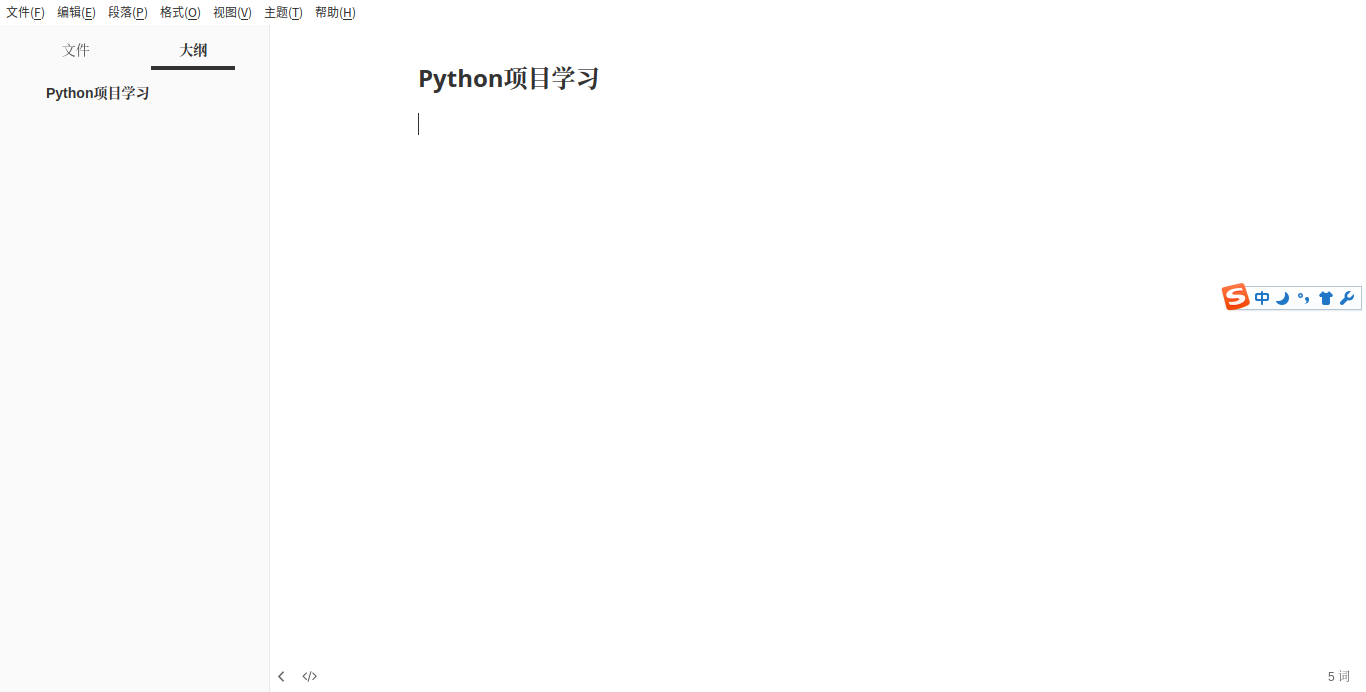 文件(F) 编辑(E) 段落(P) 格式(O) 视图(V) 主题(T) 帮助(H)
文件 大纲
Python项目学习
Python项目学习
中
</>
5 词